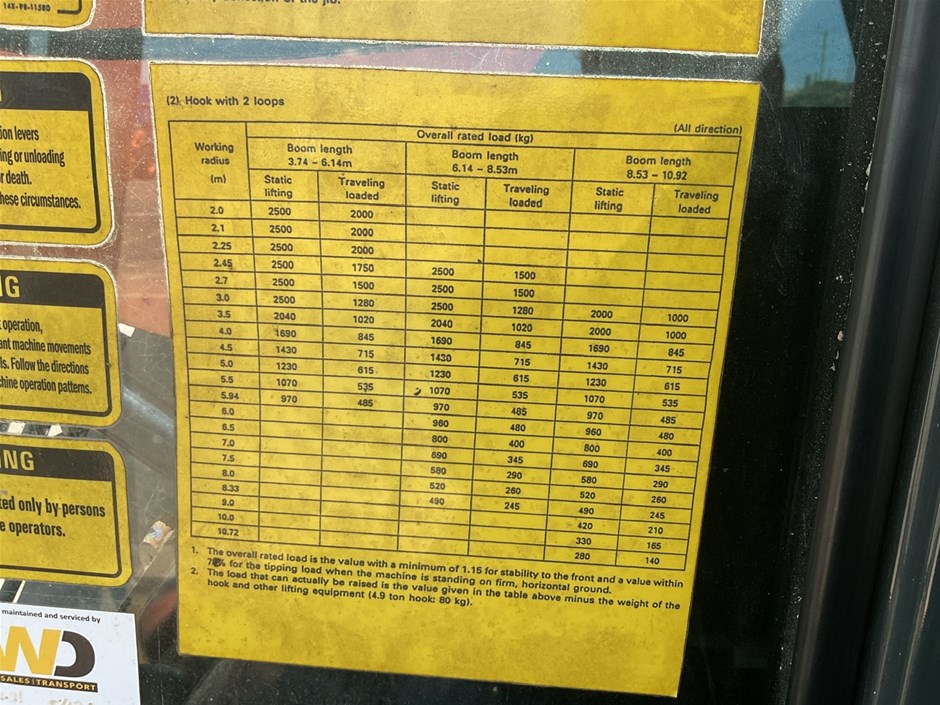 14X-98-11580
ion levers
ing or unloading
r death.
hese circumstances.
G
operation,
ant machine movements
ls. Follow the directions
chine operation patterns.
NG
ted only by persons
e operators.
maintained and serviced by
WD
SALES | TRANSPORT
(2) Hook with 2 loops
(All direction)
Working radius (m) Overall rated load (kg)
Boom length 3.74 - 6.14m Boom length 6.14 - 8.53m Boom length 8.53 - 10.92
Static lifting Traveling loaded Static lifting Traveling loaded Static lifting Traveling loaded
2.0 2500 2000
2.1 2500 2000
2.25 2500 2000
2.45 2500 1750 2500 1500
2.7 2500 1500 2500 1500
3.0 2500 1280 2500 1280 2000 1000
3.5 2040 1020 2040 1020 2000 1000
4.0 1690 845 1690 845 1690 845
4.5 1430 715 1430 715 1430 715
5.0 1230 615 1230 615 1230 615
5.5 1070 535 1070 535 1070 535
5.94 970 485 970 485 970 485
6.0 960 480 960 480
6.5 800 400 800 400
7.0 690 345 690 345
7.5 580 290 580 290
8.0 520 260 520 260
8.33 490 245 490 245
9.0 420 210
10.0 330 165
10.72 280 140
1. The overall rated load is the value with a minimum of 1.15 for stability to the front and a value within
for the tipping load when the machine is standing on firm, horizontal ground.
2. The load that can actually be raised is the value given in the table above minus the weight of the
hook and other lifting equipment (4.9 ton hook: 80 kg).